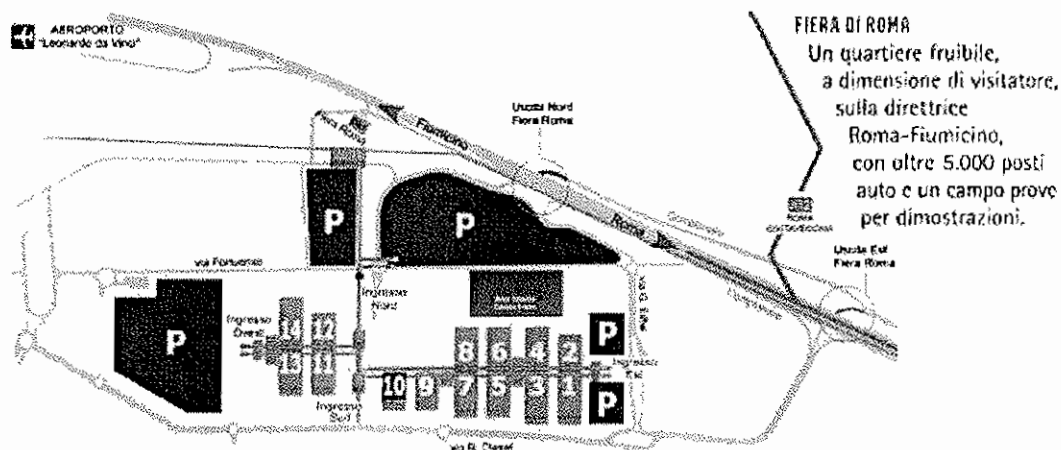 AEROPORTO
"Leonardo da Vinci"
FIERA DI ROMA
Un quartiere fruibile,
a dimensione di visitatore,
sulla direttrice
Roma-Fiumicino,
con oltre 5.000 posti
auto e un campo prove
per dimostrazioni.
Uscita Nord
Fiera Roma
Fiera Roma
Fiumicino
Roma
Uscita Est
Fiera Roma
P
P
via Portuense
Ingresso
Nord
Ingresso
Ovest
P
14
12
13
11
8
6
4
2
10
9
7
5
3
1
P
P
Ingresso
Est
Ingresso
Sud